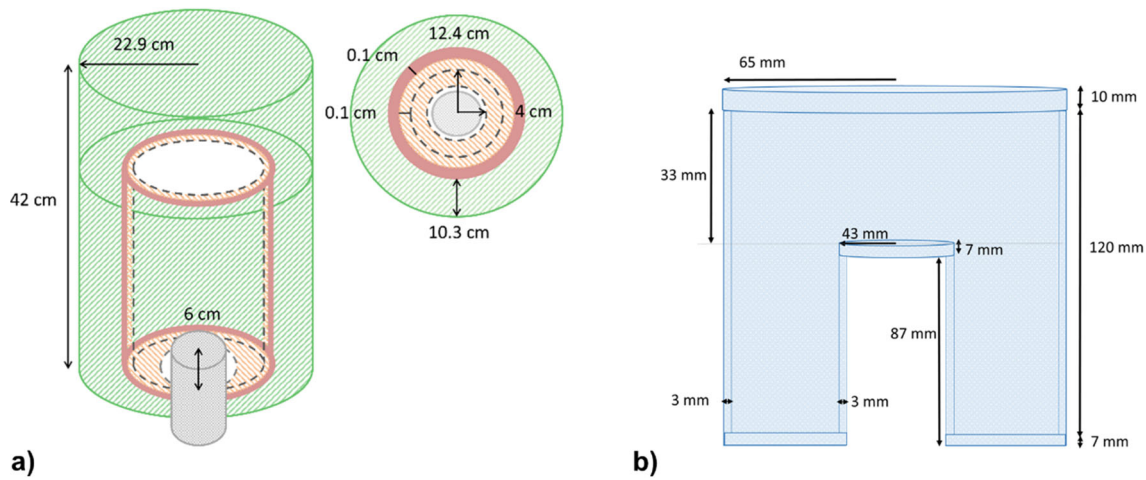 22.9 cm
42 cm
6 cm
12.4 cm
0.1 cm
0.1 cm
4 cm
10.3 cm
a)
65 mm
10 mm
33 mm
43 mm
7 mm
120 mm
87 mm
3 mm
3 mm
7 mm
b)